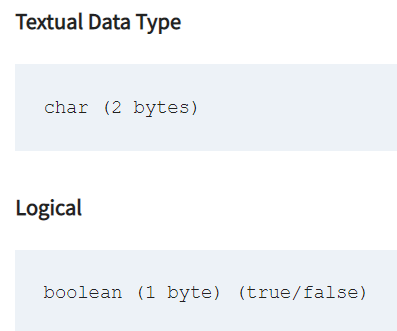 Textual Data Type
char (2 bytes)
Logical
boolean (1 byte) (true/false)